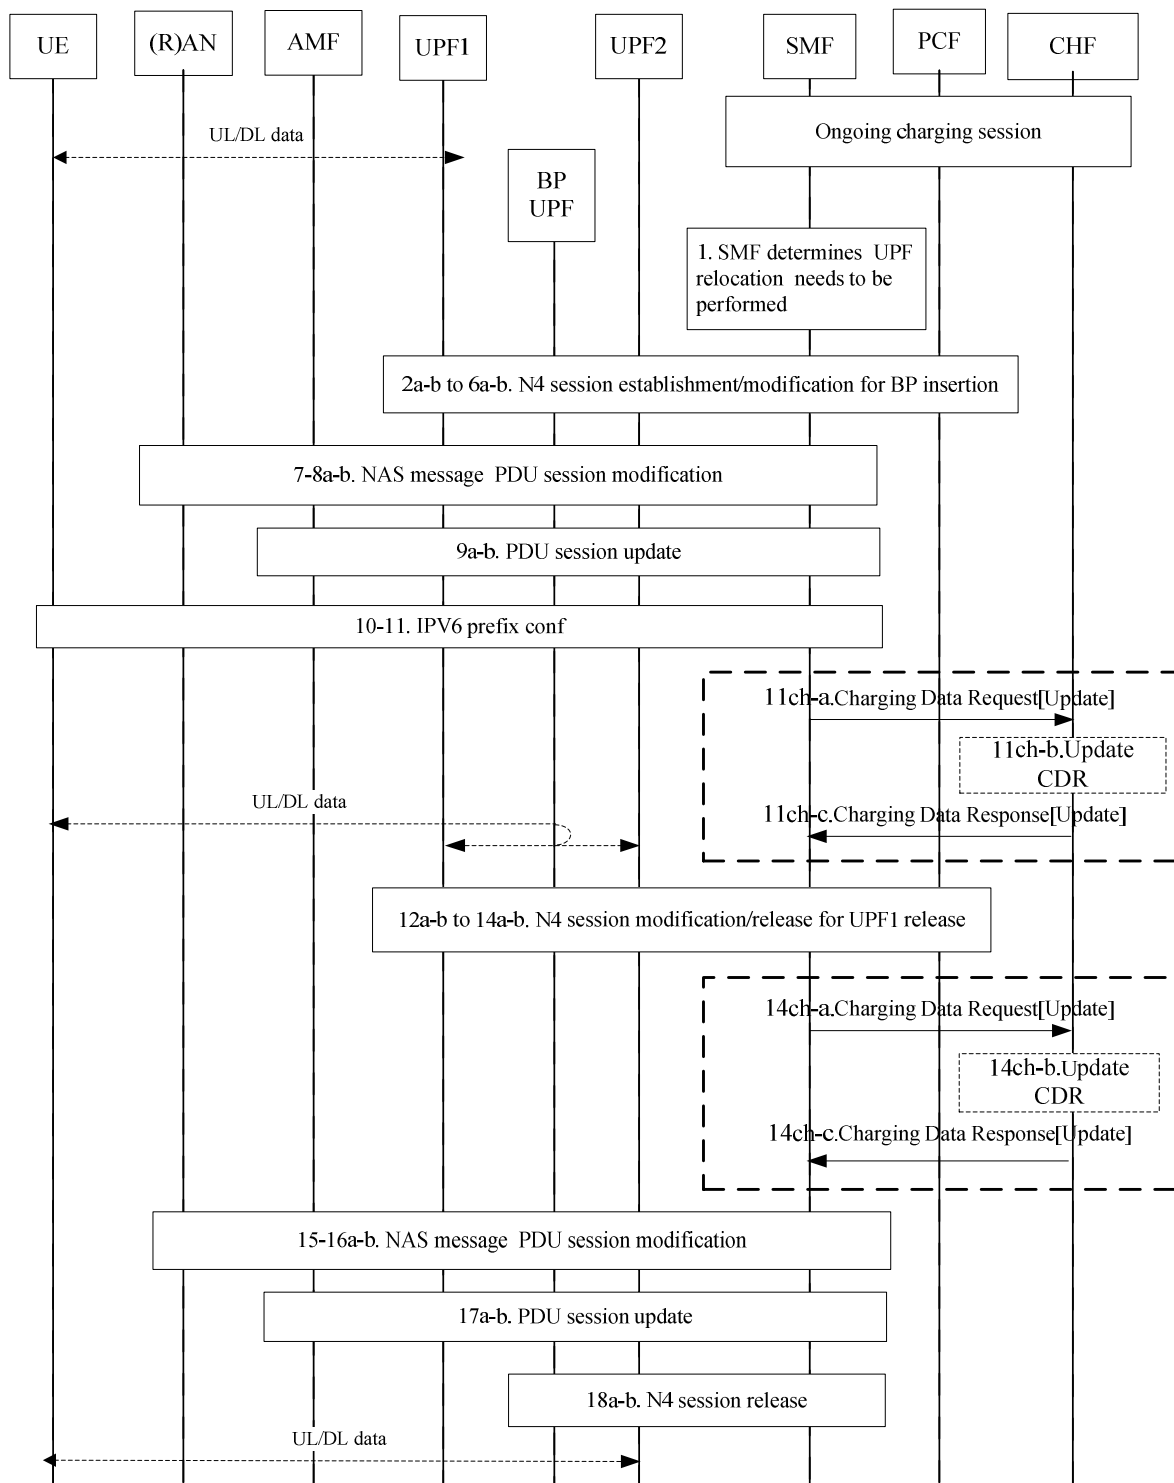 UE
(R)AN
AMF
UPF1
UPF2
SMF
PCF
CHF
UL/DL data
Ongoing charging session
BP
UPF
1. SMF determines UPF
relocation needs to be
performed
2a-b to 6a-b. N4 session establishment/modification for BP insertion
7-8a-b. NAS message PDU session modification
9a-b. PDU session update
10-11. IPV6 prefix conf
11ch-a.Charging Data Request[Update]
11ch-b.Update
CDR
UL/DL data
11ch-c.Charging Data Response[Update]
12a-b to 14a-b. N4 session modification/release for UPF1 release
14ch-a.Charging Data Request[Update]
14ch-b.Update
CDR
14ch-c.Charging Data Response[Update]
15-16a-b. NAS message PDU session modification
17a-b. PDU session update
18a-b. N4 session release
UL/DL data